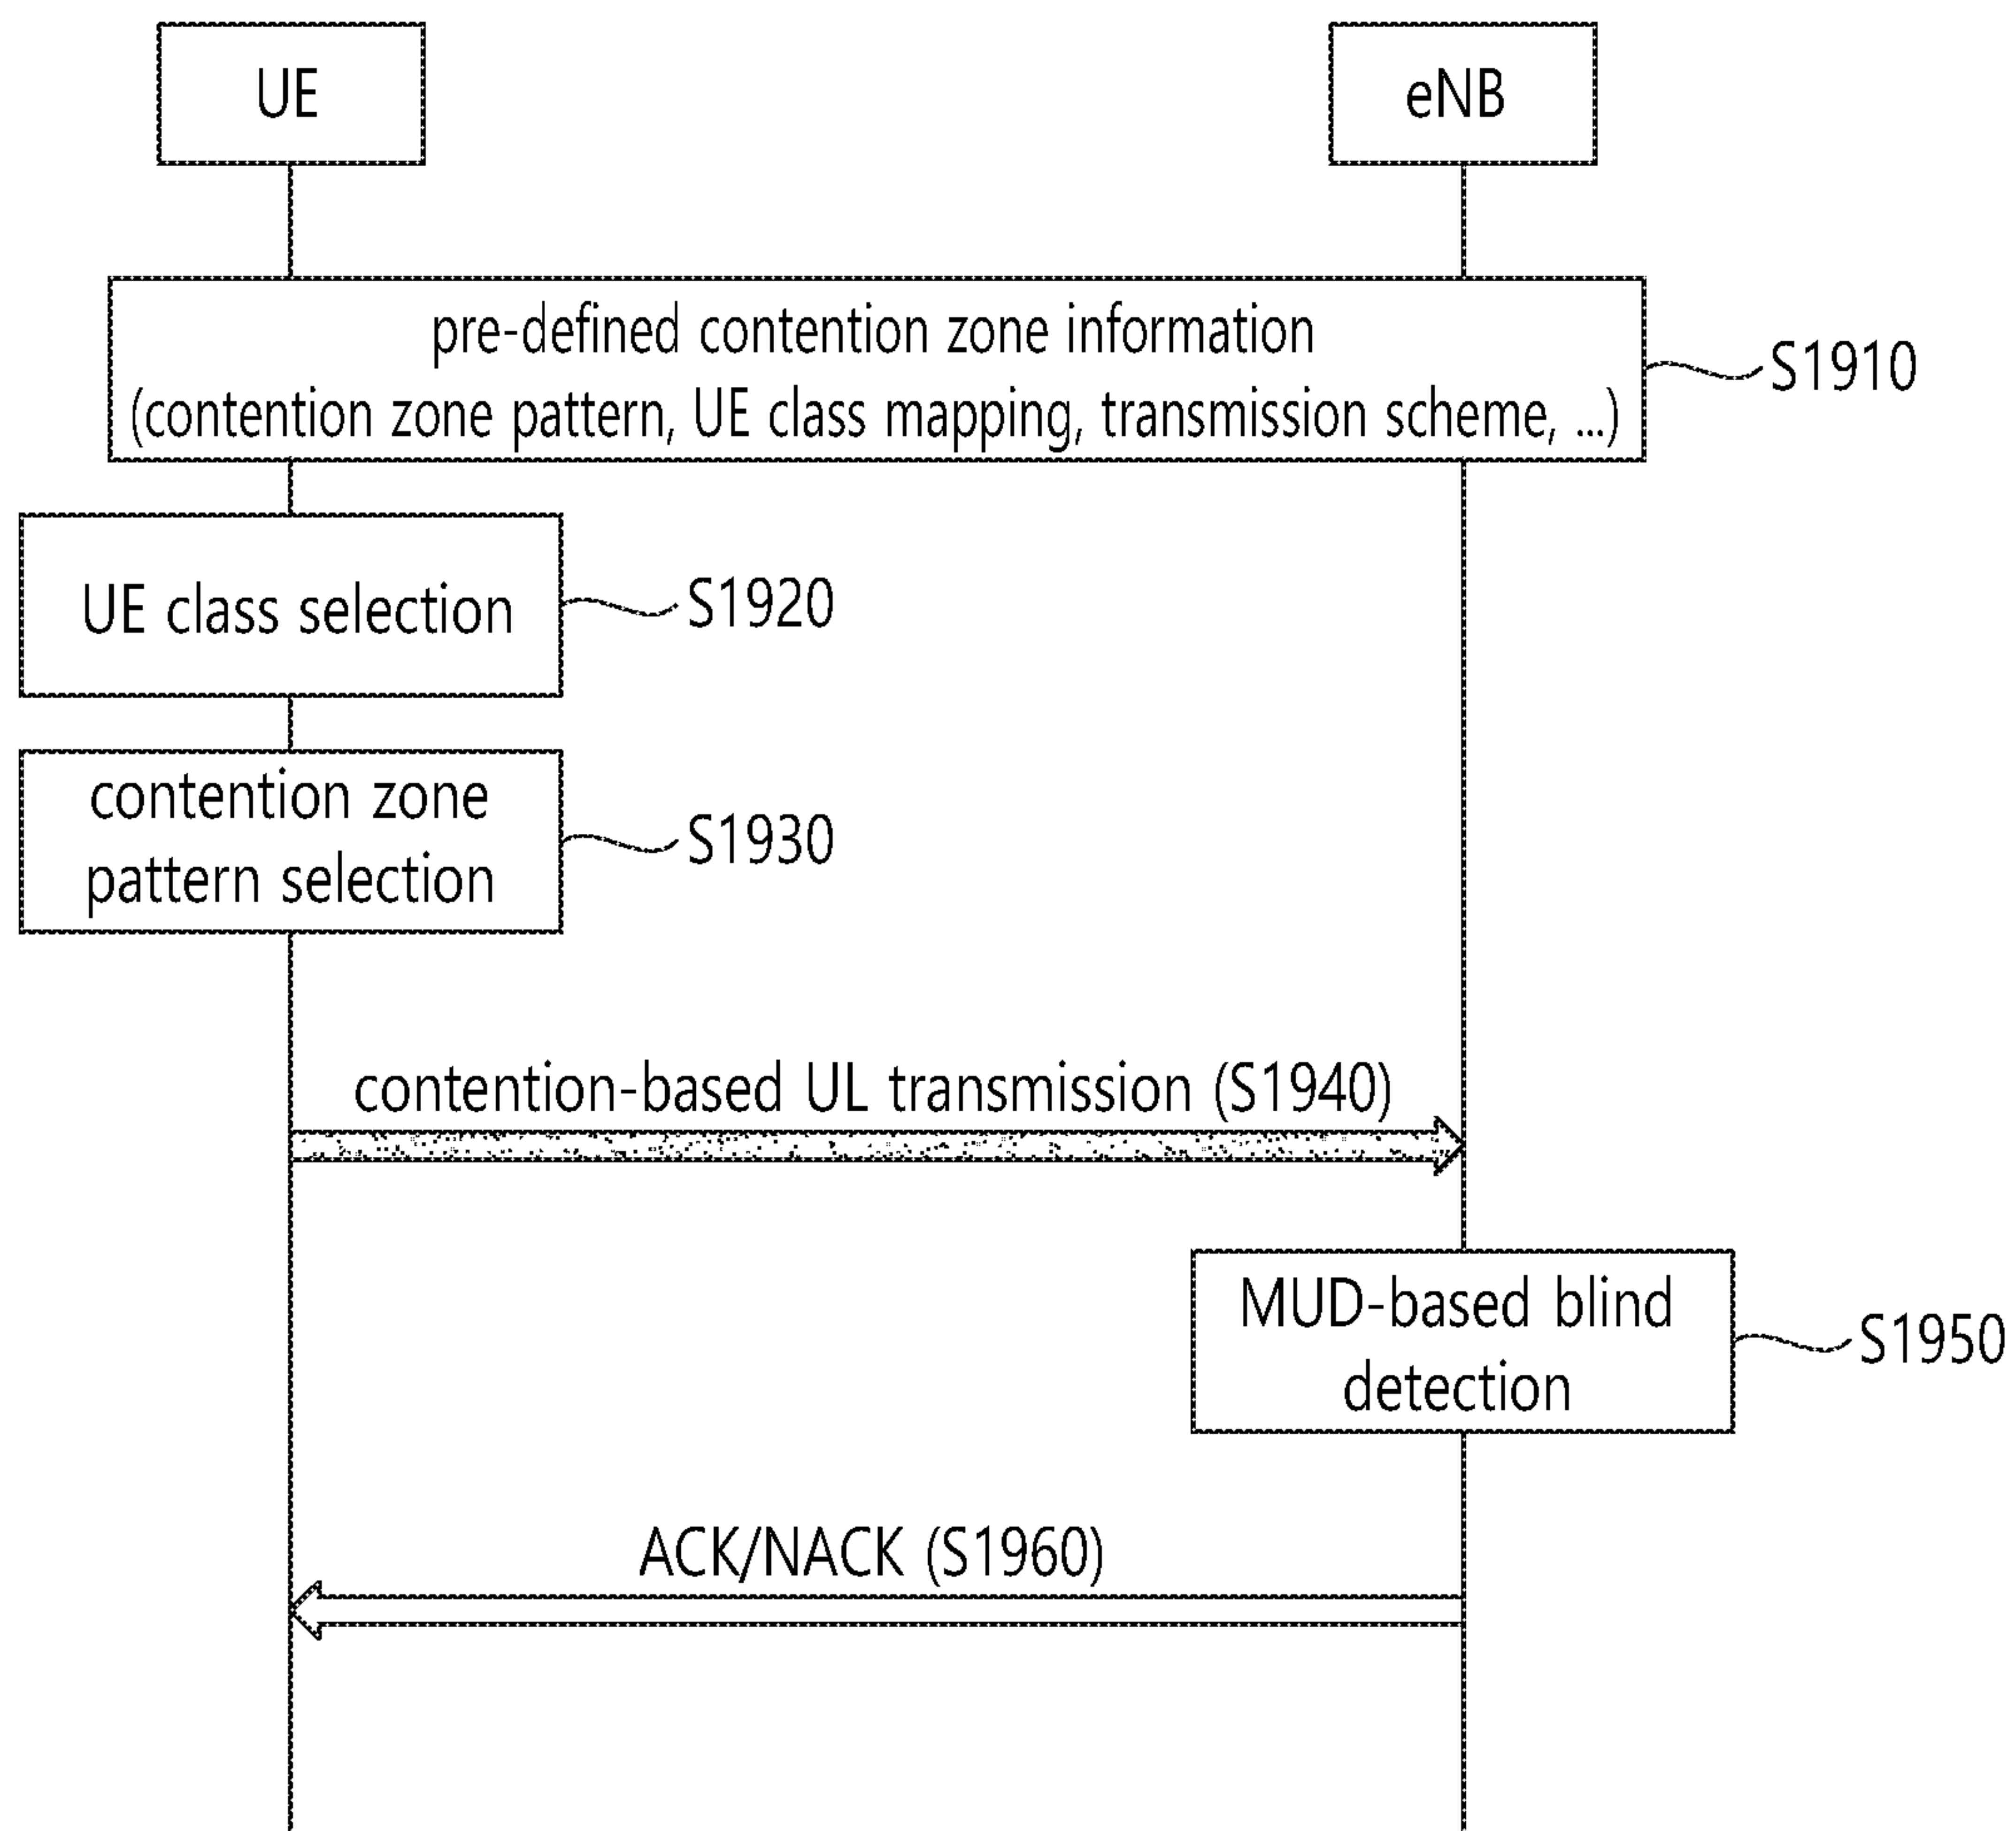 UE
eNB
pre-defined contention zone information
(contention zone pattern, UE class mapping, transmission scheme, ...)
S1910
UE class selection
S1920
contention zone
pattern selection
S1930
contention-based UL transmission (S1940)
MUD-based blind
detection
S1950
ACK/NACK (S1960)